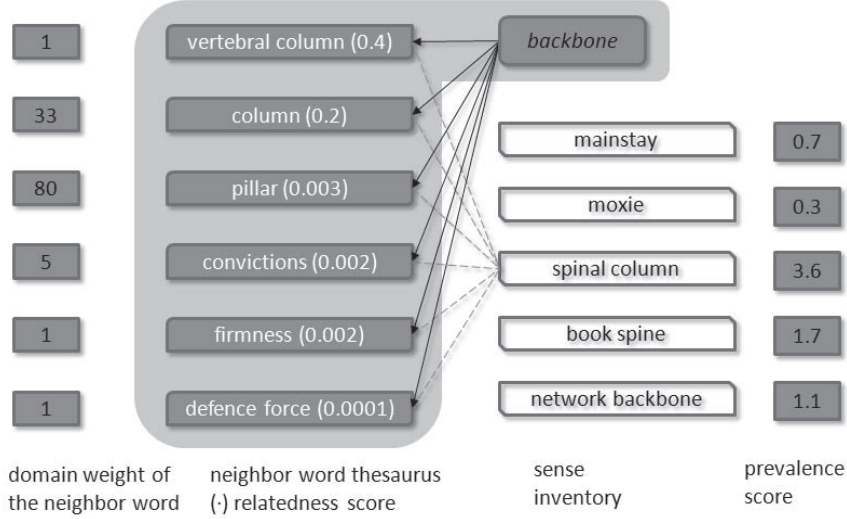 1
vertebral column (0.4)
backbone
33
column (0.2)
mainstay
0.7
80
pillar (0.003)
moxie
0.3
5
convictions (0.002)
spinal column
3.6
1
firmness (0.002)
book spine
1.7
1
defence force (0.0001)
network backbone
1.1
domain weight of
the neighbor word
neighbor word thesaurus
(·) relatedness score
sense
inventory
prevalence
score